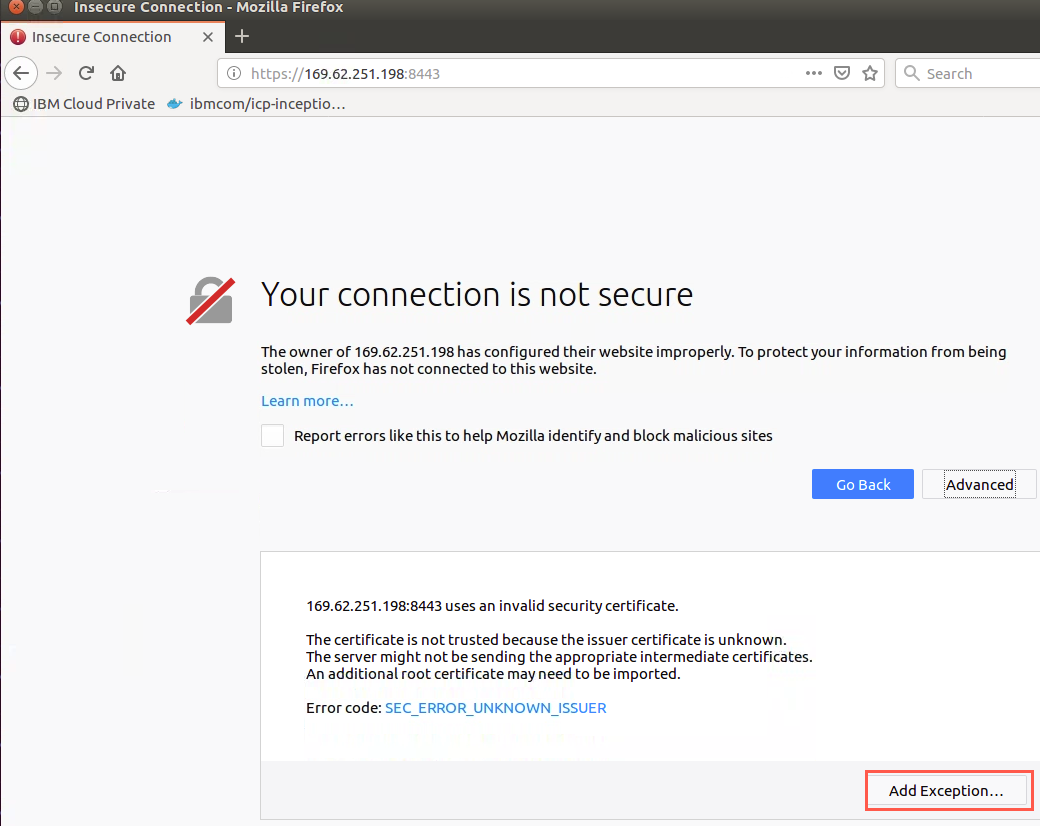 Insecure Connection - Mozilla Firefox
Insecure Connection
https://169.62.251.198:8443
Search
IBM Cloud Private
ibmcom/icp-inceptio…
Your connection is not secure
The owner of 169.62.251.198 has configured their website improperly. To protect your information from being
stolen, Firefox has not connected to this website.
Learn more…
Report errors like this to help Mozilla identify and block malicious sites
Go Back
Advanced
169.62.251.198:8443 uses an invalid security certificate.
The certificate is not trusted because the issuer certificate is unknown.
The server might not be sending the appropriate intermediate certificates.
An additional root certificate may need to be imported.
Error code: SEC_ERROR_UNKNOWN_ISSUER
Add Exception…